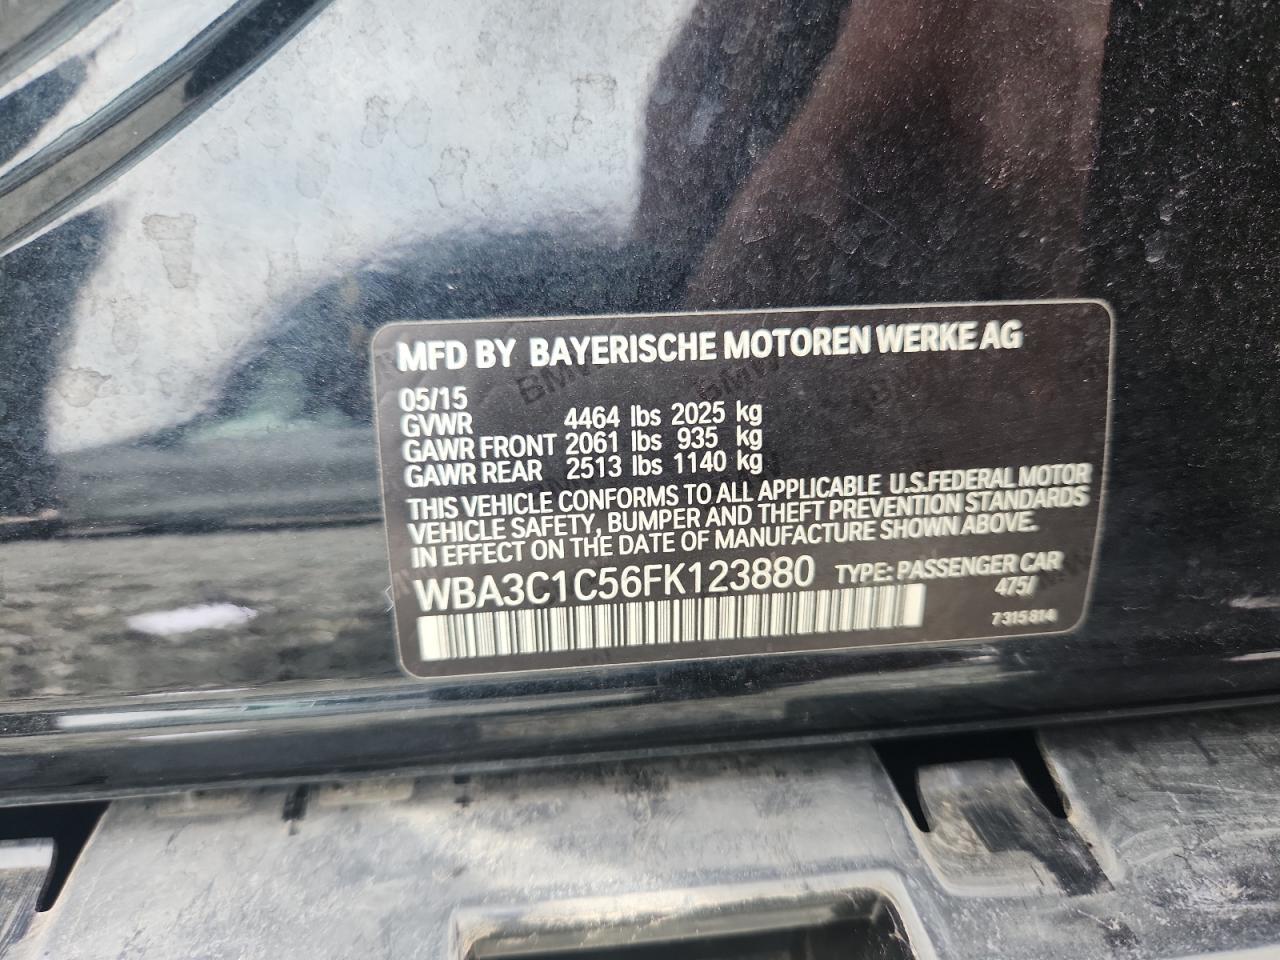 MFD BY BAYERISCHE MOTOREN WERKE AG
05/15
GVWR 4464 lbs 2025 kg
GAWR FRONT 2061 lbs 935 kg
GAWR REAR 2513 lbs 1140 kg
THIS VEHICLE CONFORMS TO ALL APPLICABLE U.S.FEDERAL MOTOR
VEHICLE SAFETY, BUMPER AND THEFT PREVENTION STANDARDS
IN EFFECT ON THE DATE OF MANUFACTURE SHOWN ABOVE.
WBA3C1C56FK123880 TYPE: PASSENGER CAR
475/
7315814